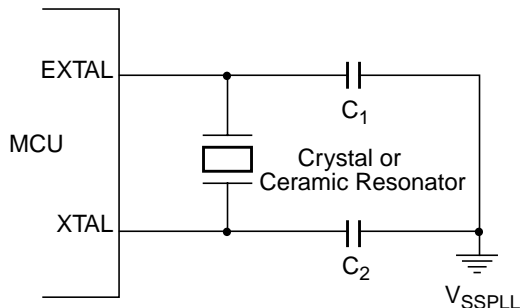 EXTAL
C1
MCU
Crystal or
Ceramic Resonator
XTAL
C2
VSSPLL